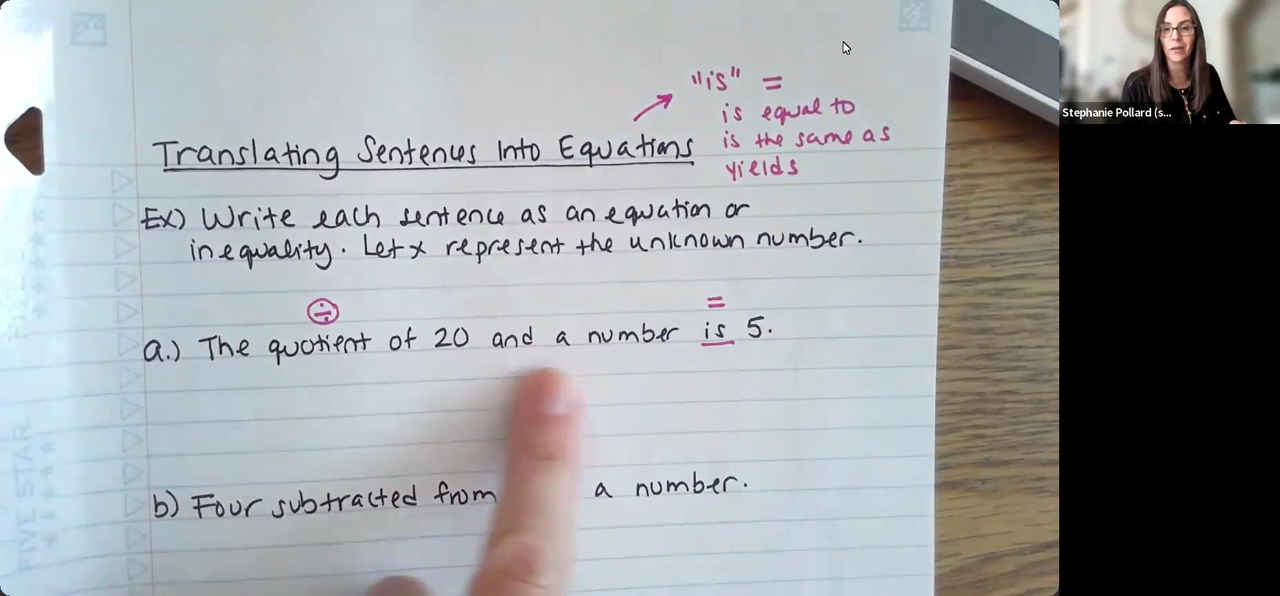 "is" =
is equal to
is the same as
yields
Translating Sentences Into Equations
Ex) Write each sentence as an equation or
inequality. Let x represent the unknown number.
÷
=
a.) The quotient of 20 and a number is 5.
b) Four subtracted from a number.
Stephanie Pollard (s...
FIVE STAR